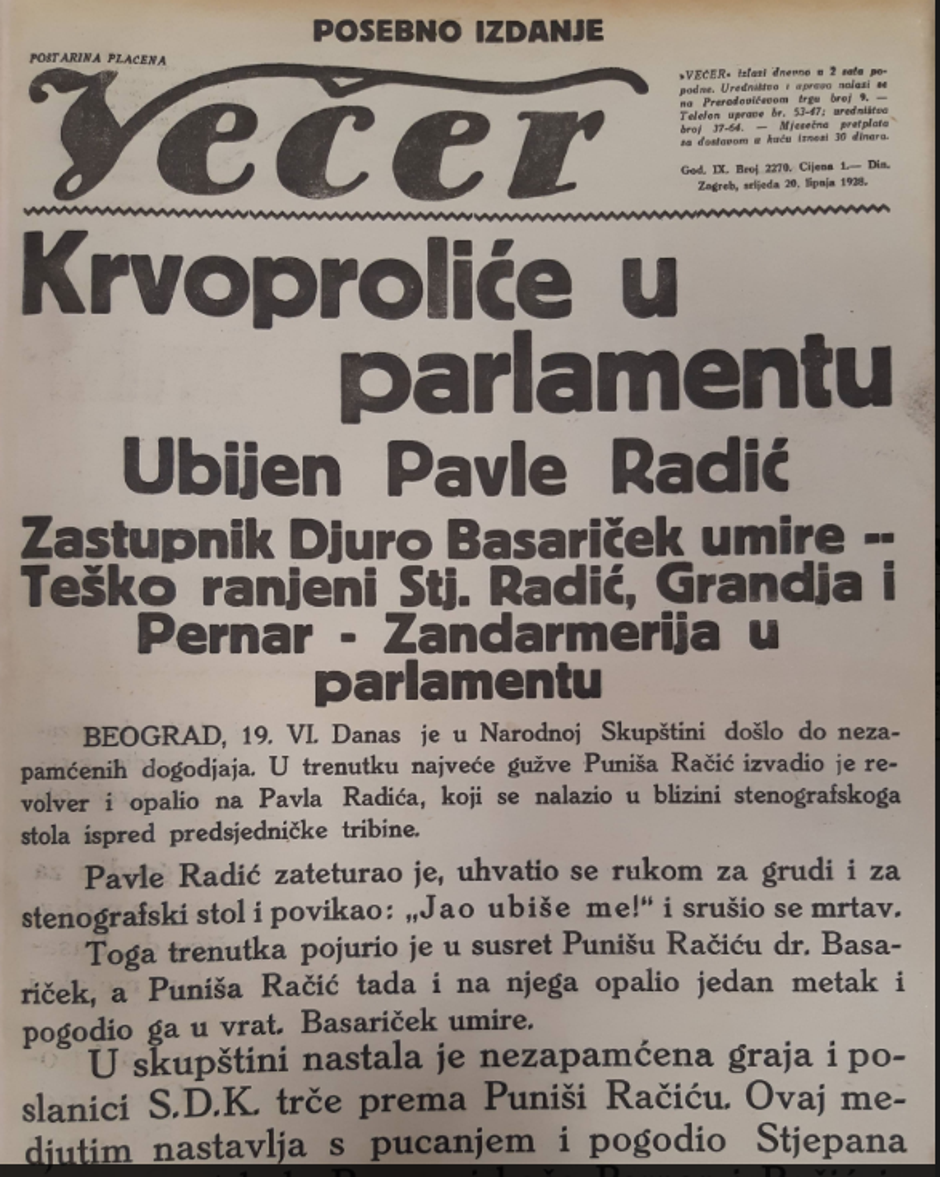 POSEBNO IZDANJE
POŠTARINA PLAĆENA
Večer
»VEČER« izlazi dnevno u 2 sata po-
podne. Uredništvo i uprava nalazi se
na Preradovićevom trgu broj 9. —
Telefon uprave br. 53-47; uredništva
broj 37-64. — Mjesečna pretplata
sa dostavom u kuću iznosi 30 dinara.
God. IX. Broj 2270. Cijena 1.— Din.
Zagreb, srijeda 20. lipnja 1928.
Krvoproliće u
parlamentu
Ubijen Pavle Radić
Zastupnik Djuro Basariček umire --
Teško ranjeni Stj. Radić, Grandja i
Pernar - Zandarmerija u
parlamentu
BEOGRAD, 19. VI. Danas je u Narodnoj Skupštini došlo do neza-
pamćenih dogodjaja. U trenutku najveće gužve Puniša Račić izvadio je re-
volver i opalio na Pavla Radića, koji se nalazio u blizini stenografskoga
stola ispred predsjedničke tribine.
Pavle Radić zateturao je, uhvatio se rukom za grudi i za
stenografski stol i povikao: „Jao ubiše me!“ i srušio se mrtav.
Toga trenutka pojurio je u susret Punišu Račiću dr. Basa-
riček, a Puniša Račić tada i na njega opalio jedan metak i
pogodio ga u vrat. Basariček umire.
U skupštini nastala je nezapamćena graja i po-
slanici S.D.K. trče prema Puniši Račiću. Ovaj me-
djutim nastavlja s pucanjem i pogodio Stjepana